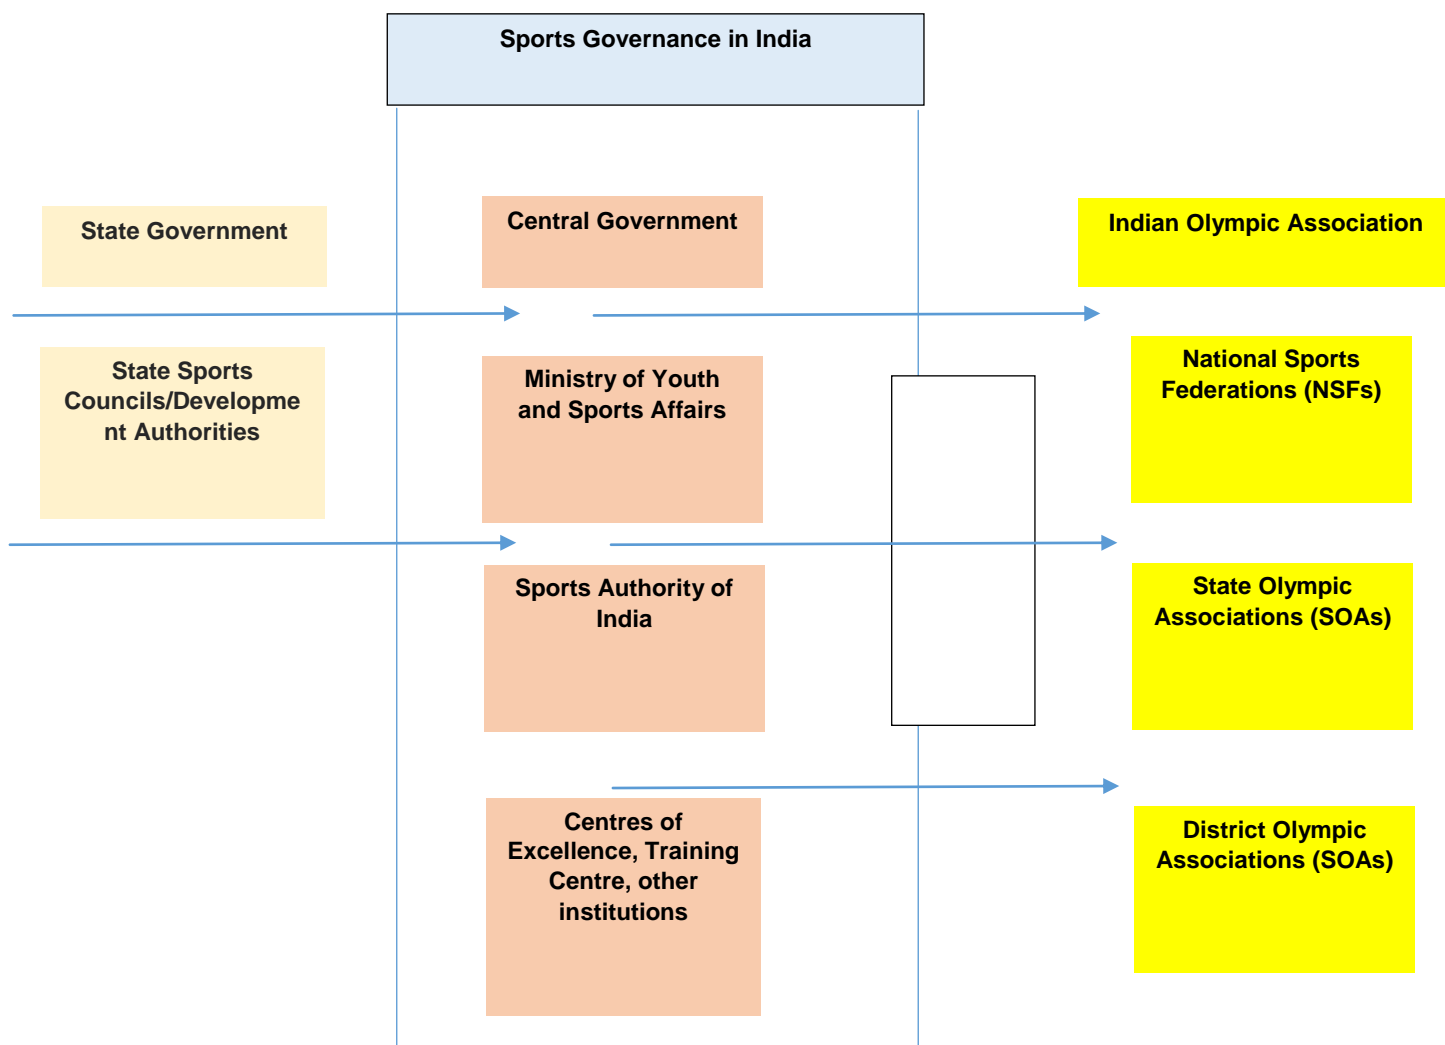 Sports Governance in India
State Government
Central Government
Indian Olympic Association
State Sports
Councils/Developme
nt Authorities
Ministry of Youth
and Sports Affairs
National Sports
Federations (NSFs)
Sports Authority of
India
State Olympic
Associations (SOAs)
Centres of
Excellence, Training
Centre, other
institutions
District Olympic
Associations (SOAs)